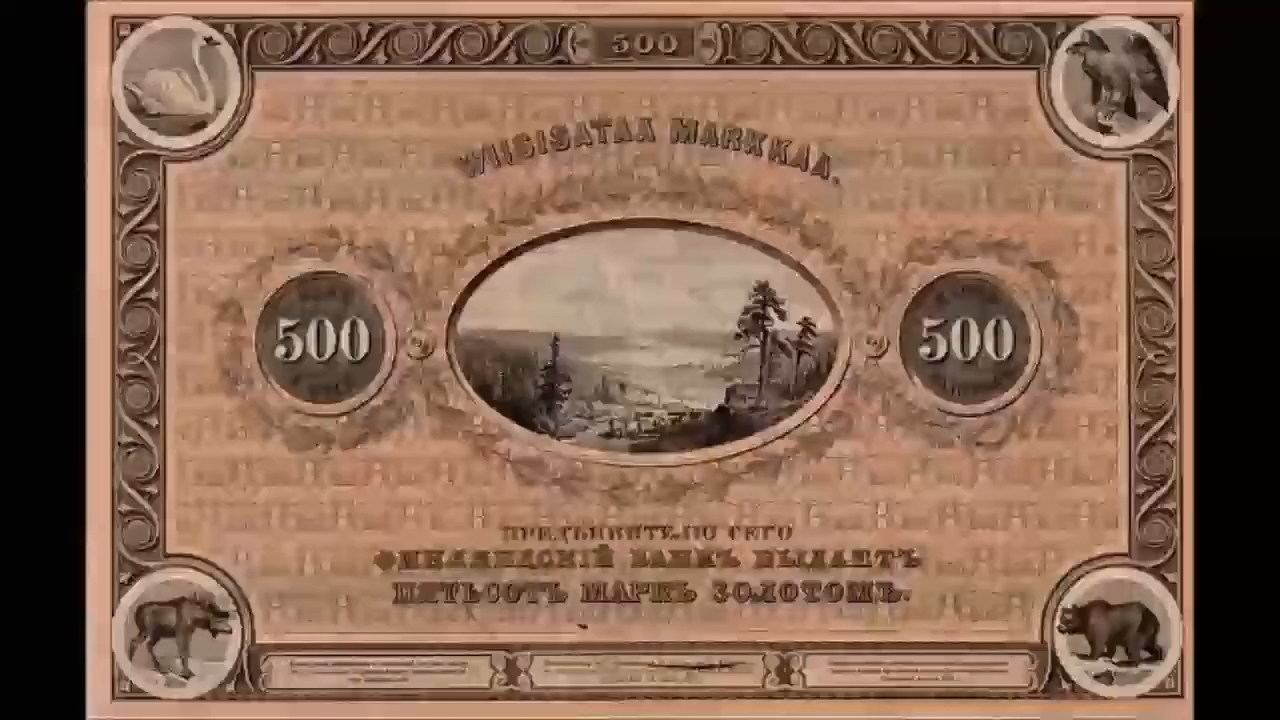 500
WIISISATAA MARKKAA.
500
500
ПРЕДЪЯВИТЕЛЮ СЕГО
ФИНЛЯНДСКІЙ БАНКЪ ВЫДАЕТЪ
ПЯТЬСОТЪ МАРКЪ ЗОЛОТОМЪ.